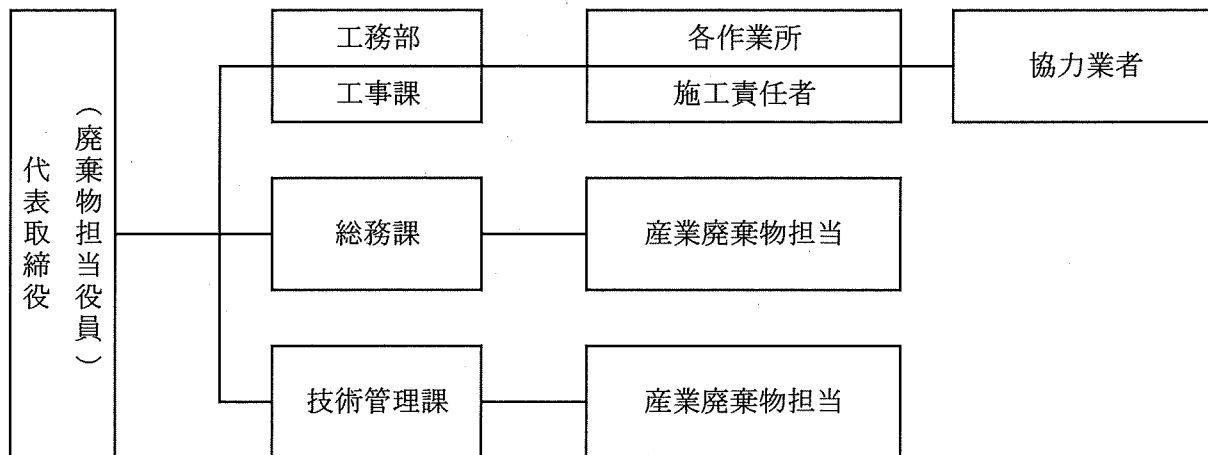 代表取締役
（廃棄物担当役員）
工務部
工事課
各作業所
施工責任者
協力業者
総務課
産業廃棄物担当
技術管理課
産業廃棄物担当